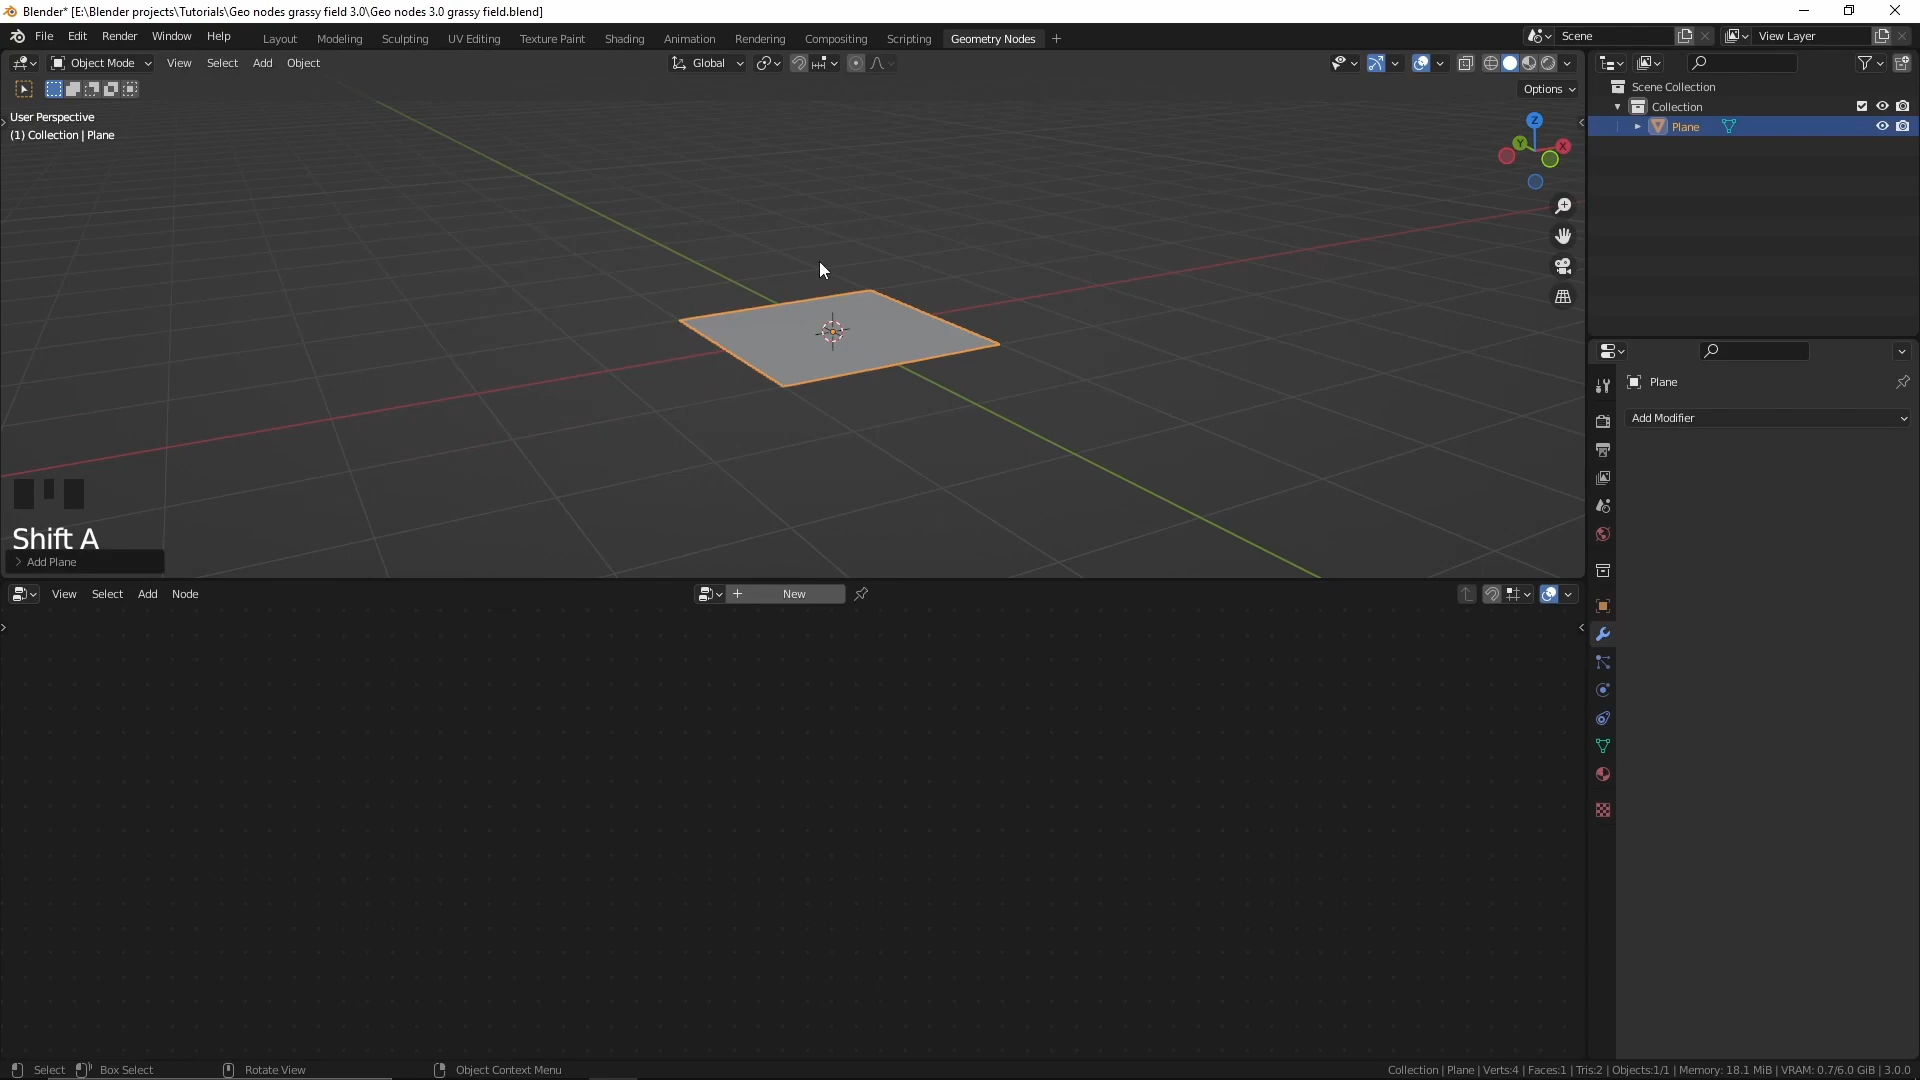 Blender* [E:\Blender projects\Tutorials\Geo nodes grassy field 3.0\Geo nodes 3.0 grassy field.blend]
File Edit Render Window Help Layout Modeling Sculpting UV Editing Texture Paint Shading Animation Rendering Compositing Scripting Geometry Nodes + Scene View Layer
Object Mode View Select Add Object Global
Options
User Perspective
(1) Collection | Plane
Z
Y
X
Scene Collection
Collection
Plane
Plane
Add Modifier
Shift A
Add Plane
View Select Add Node + New
Select Box Select Rotate View Object Context Menu Collection | Plane | Verts:4 | Faces:1 | Tris:2 | Objects:1/1 | Memory: 18.1 MiB | VRAM: 0.7/6.0 GiB | 3.0.0